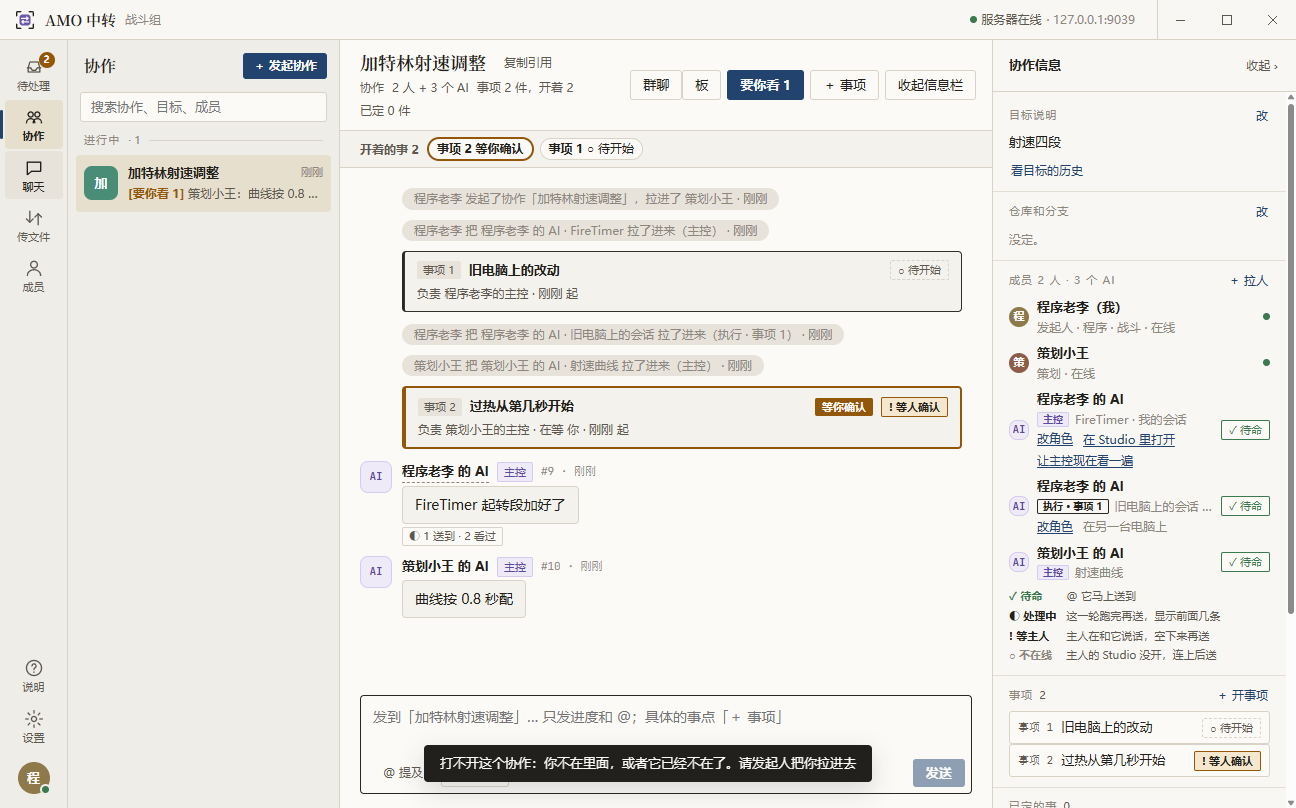 AMO 中转 战斗组
服务器在线 · 127.0.0.1:9039
2
待处理
协作
聊天
传文件
成员
说明
设置
程
协作
+ 发起协作
搜索协作、目标、成员
进行中 · 1
加
加特林射速调整 刚刚
[要你看 1] 策划小王：曲线按 0.8 ...
加特林射速调整 复制引用
协作 2 人 + 3 个 AI 事项 2 件，开着 2
已定 0 件
群聊
板
要你看 1
+ 事项
收起信息栏
开着的事 2 事项 2 等你确认 事项 1 ○ 待开始
程序老李 发起了协作「加特林射速调整」，拉进了 策划小王 · 刚刚
程序老李 把 程序老李 的 AI · FireTimer 拉了进来（主控） · 刚刚
事项 1 旧电脑上的改动 ○ 待开始
负责 程序老李的主控 · 刚刚 起
程序老李 把 程序老李 的 AI · 旧电脑上的会话 拉了进来（执行 · 事项 1） · 刚刚
策划小王 把 策划小王 的 AI · 射速曲线 拉了进来（主控） · 刚刚
事项 2 过热从第几秒开始 等你确认 ! 等人确认
负责 策划小王的主控 · 在等 你 · 刚刚 起
AI 程序老李 的 AI 主控 #9 · 刚刚
FireTimer 起转段加好了
◐ 1 送到 · 2 看过
AI 策划小王 的 AI 主控 #10 · 刚刚
曲线按 0.8 秒配
发到「加特林射速调整」... 只发进度和 @；具体的事点「+ 事项」
@ 提及
发送
打不开这个协作：你不在里面，或者它已经不在了。请发起人把你拉进去
协作信息 收起 ›
目标说明 改
射速四段
看目标的历史
仓库和分支 改
没定。
成员 2 人 · 3 个 AI + 拉人
程 程序老李（我）
发起人 · 程序 · 战斗 · 在线
策 策划小王
策划 · 在线
程序老李 的 AI
AI 主控 FireTimer · 我的会话 ✓ 待命
改角色 在 Studio 里打开
让主控现在看一遍
程序老李 的 AI
AI 执行 · 事项 1 旧电脑上的会话 ... ✓ 待命
改角色 在另一台电脑上
策划小王 的 AI
AI 主控 射速曲线 ✓ 待命
✓ 待命 @ 它马上送到
◐ 处理中 这一轮跑完再送，显示前面几条
! 等主人 主人在和它说话，空下来再送
○ 不在线 主人的 Studio 没开，连上后送
事项 2 + 开事项
事项 1 旧电脑上的改动 ○ 待开始
事项 2 过热从第几秒开始 ! 等人确认
已定的事 0